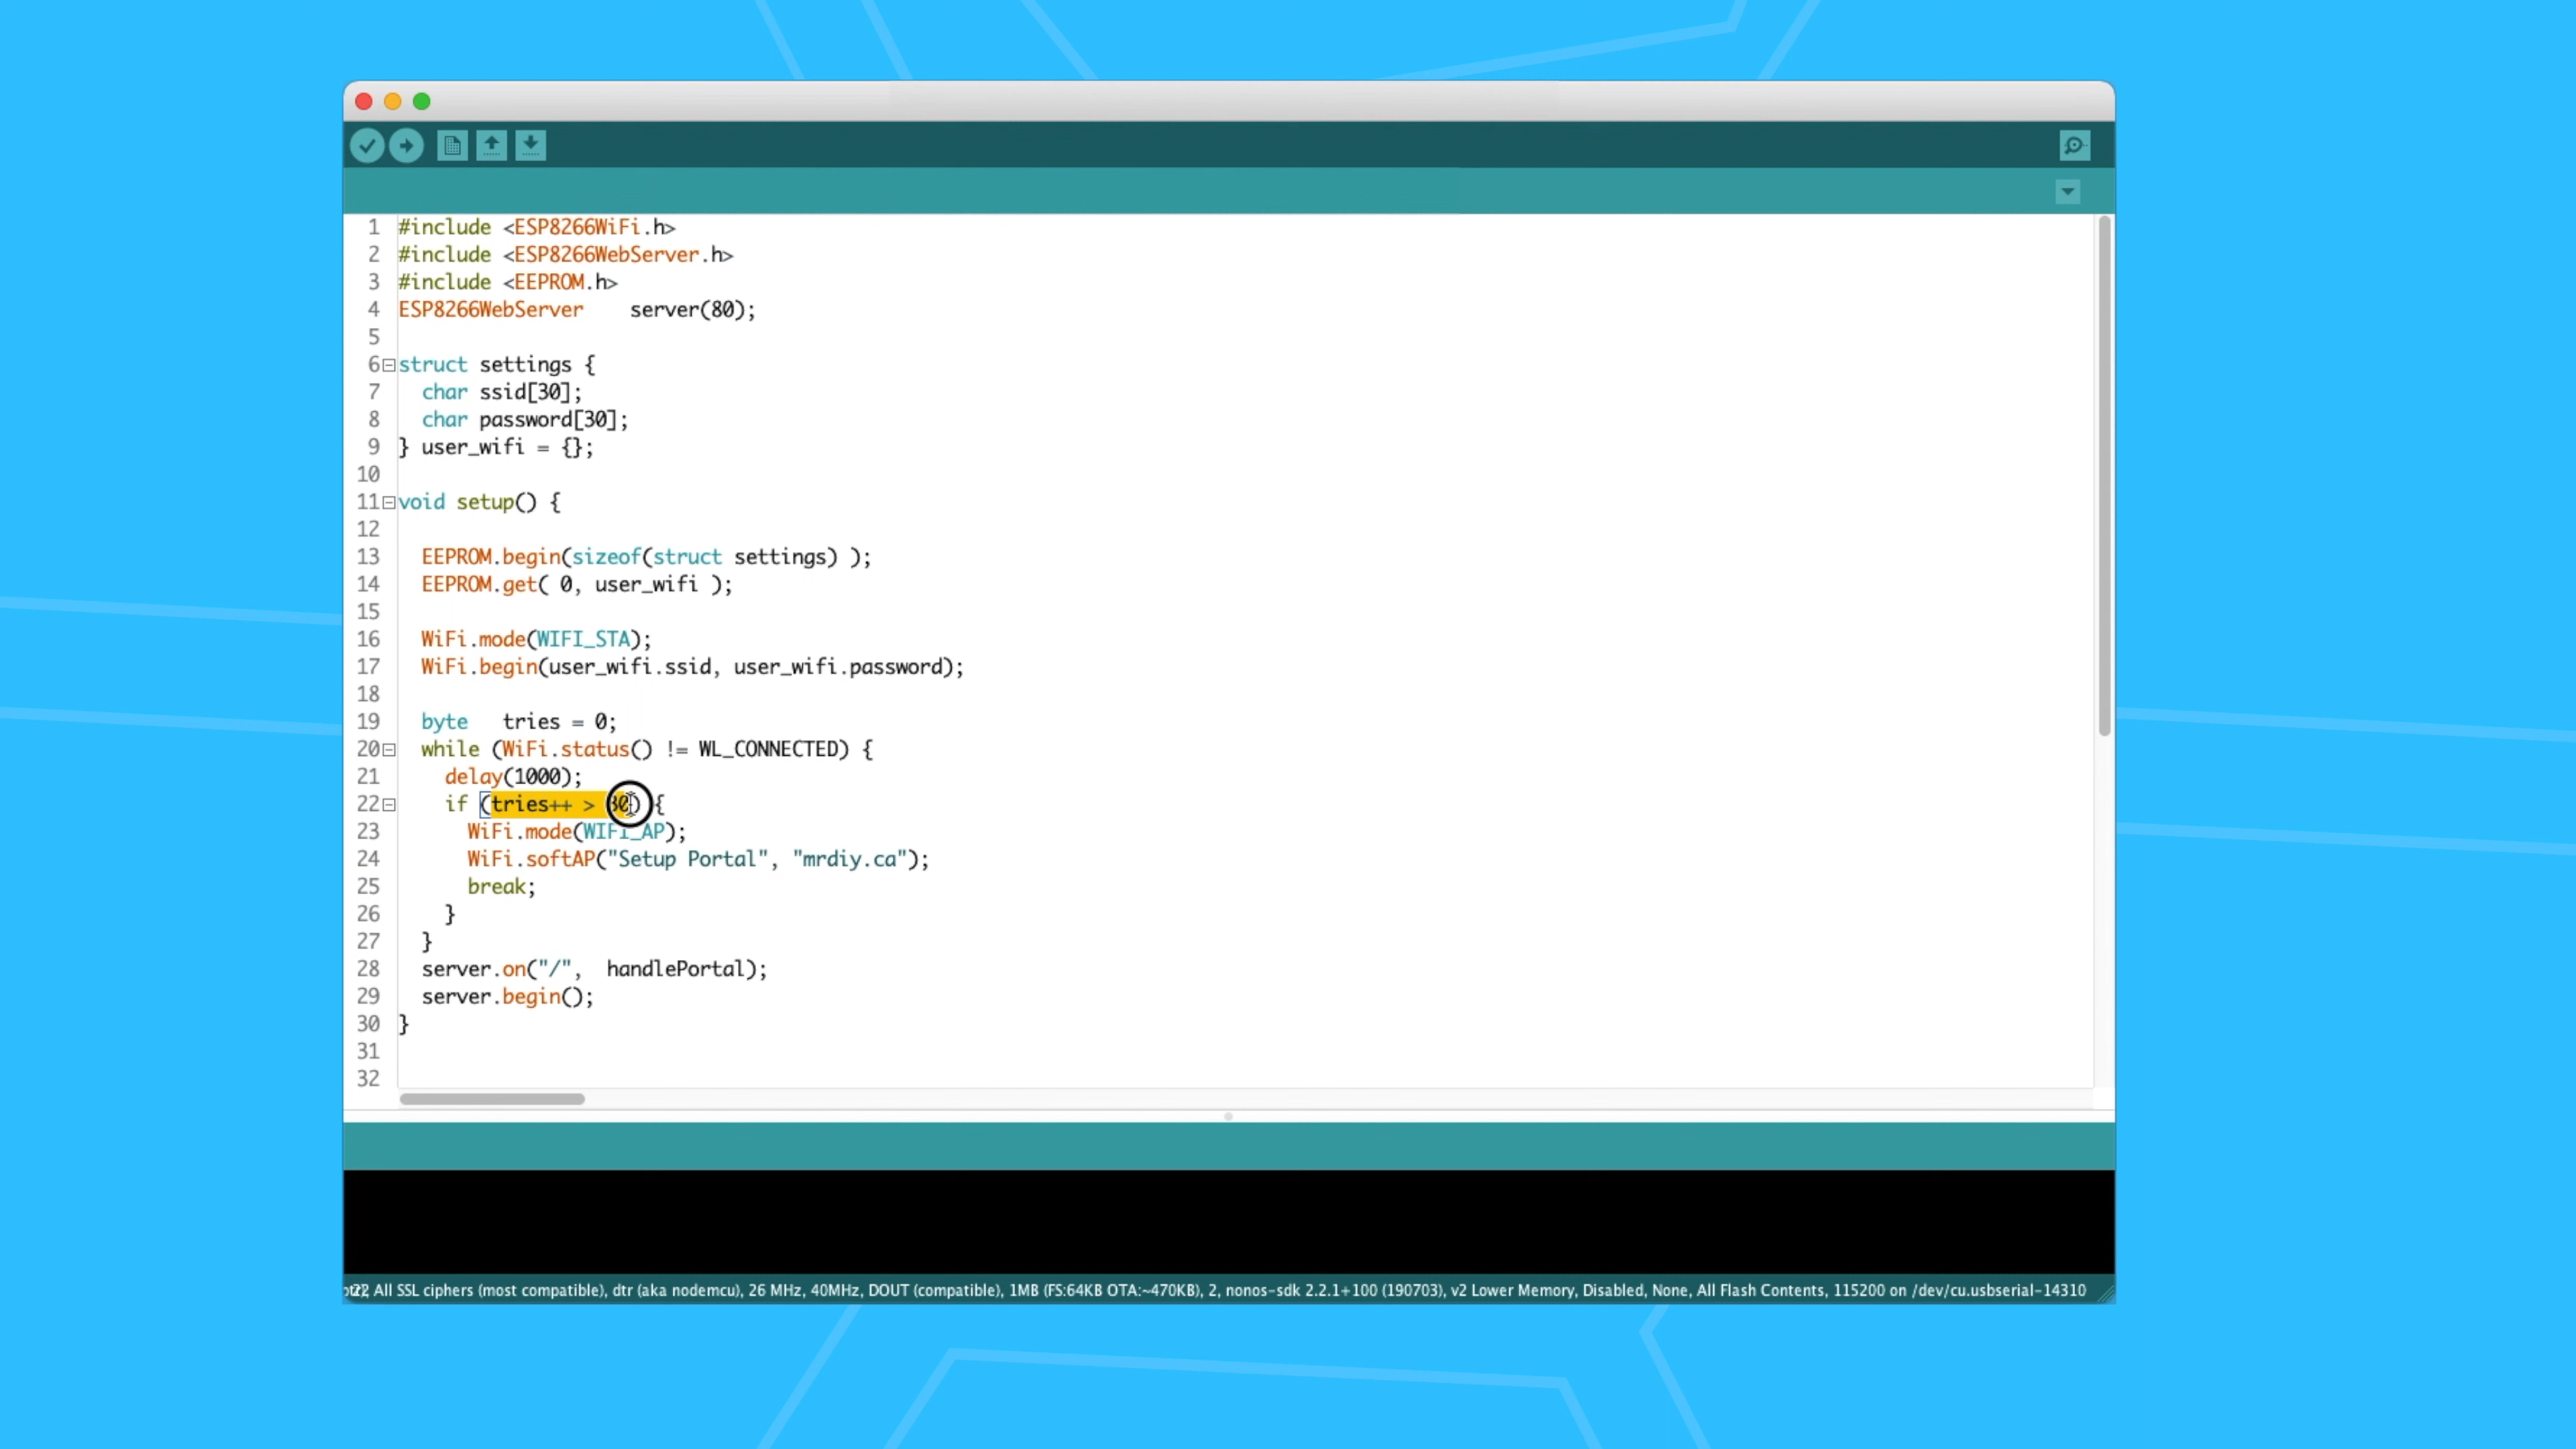 1 #include <ESP8266WiFi.h>
2 #include <ESP8266WebServer.h>
3 #include <EEPROM.h>
4 ESP8266WebServer    server(80);
5
6 struct settings {
7   char ssid[30];
8   char password[30];
9 } user_wifi = {};
10
11 void setup() {
12
13   EEPROM.begin(sizeof(struct settings) );
14   EEPROM.get( 0, user_wifi );
15
16   WiFi.mode(WIFI_STA);
17   WiFi.begin(user_wifi.ssid, user_wifi.password);
18
19   byte   tries = 0;
20   while (WiFi.status() != WL_CONNECTED) {
21     delay(1000);
22     if (tries++ > 30) {
23       WiFi.mode(WIFI_AP);
24       WiFi.softAP("Setup Portal", "mrdiy.ca");
25       break;
26     }
27   }
28   server.on("/",  handlePortal);
29   server.begin();
30 }
31
32
All SSL ciphers (most compatible), dtr (aka nodemcu), 26 MHz, 40MHz, DOUT (compatible), 1MB (FS:64KB OTA:~470KB), 2, nonos-sdk 2.2.1+100 (190703), v2 Lower Memory, Disabled, None, All Flash Contents, 115200 on /dev/cu.usbserial-14310